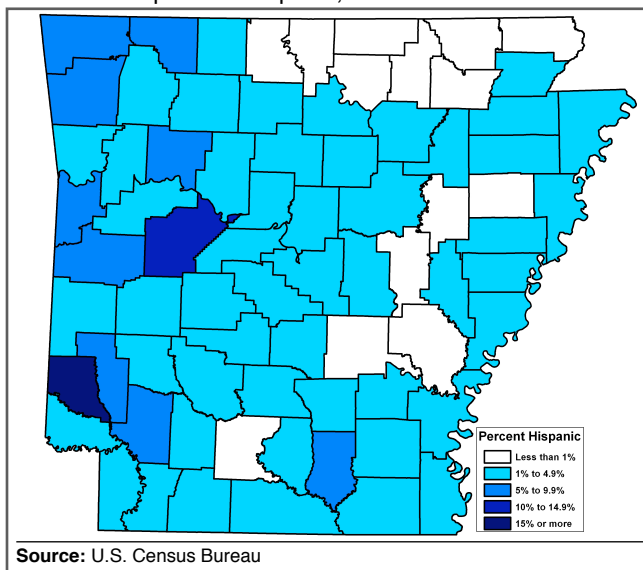 Percent Hispanic
Less than 1%
1% to 4.9%
5% to 9.9%
10% to 14.9%
15% or more
Source: U.S. Census Bureau